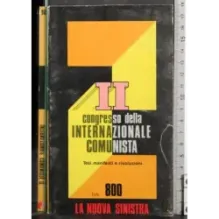 II
congresso della
INTERNAZIONALE
COMUNISTA
Tesi, manifesti e risoluzioni
Lire 800
LA NUOVA SINISTRA